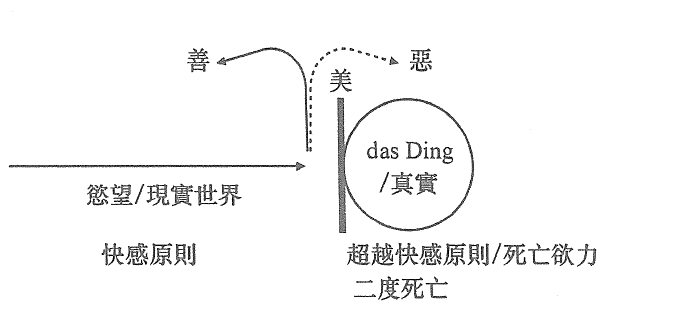 善
惡
美
das Ding
/真實
慾望/現實世界
快感原則
超越快感原則/死亡欲力
二度死亡